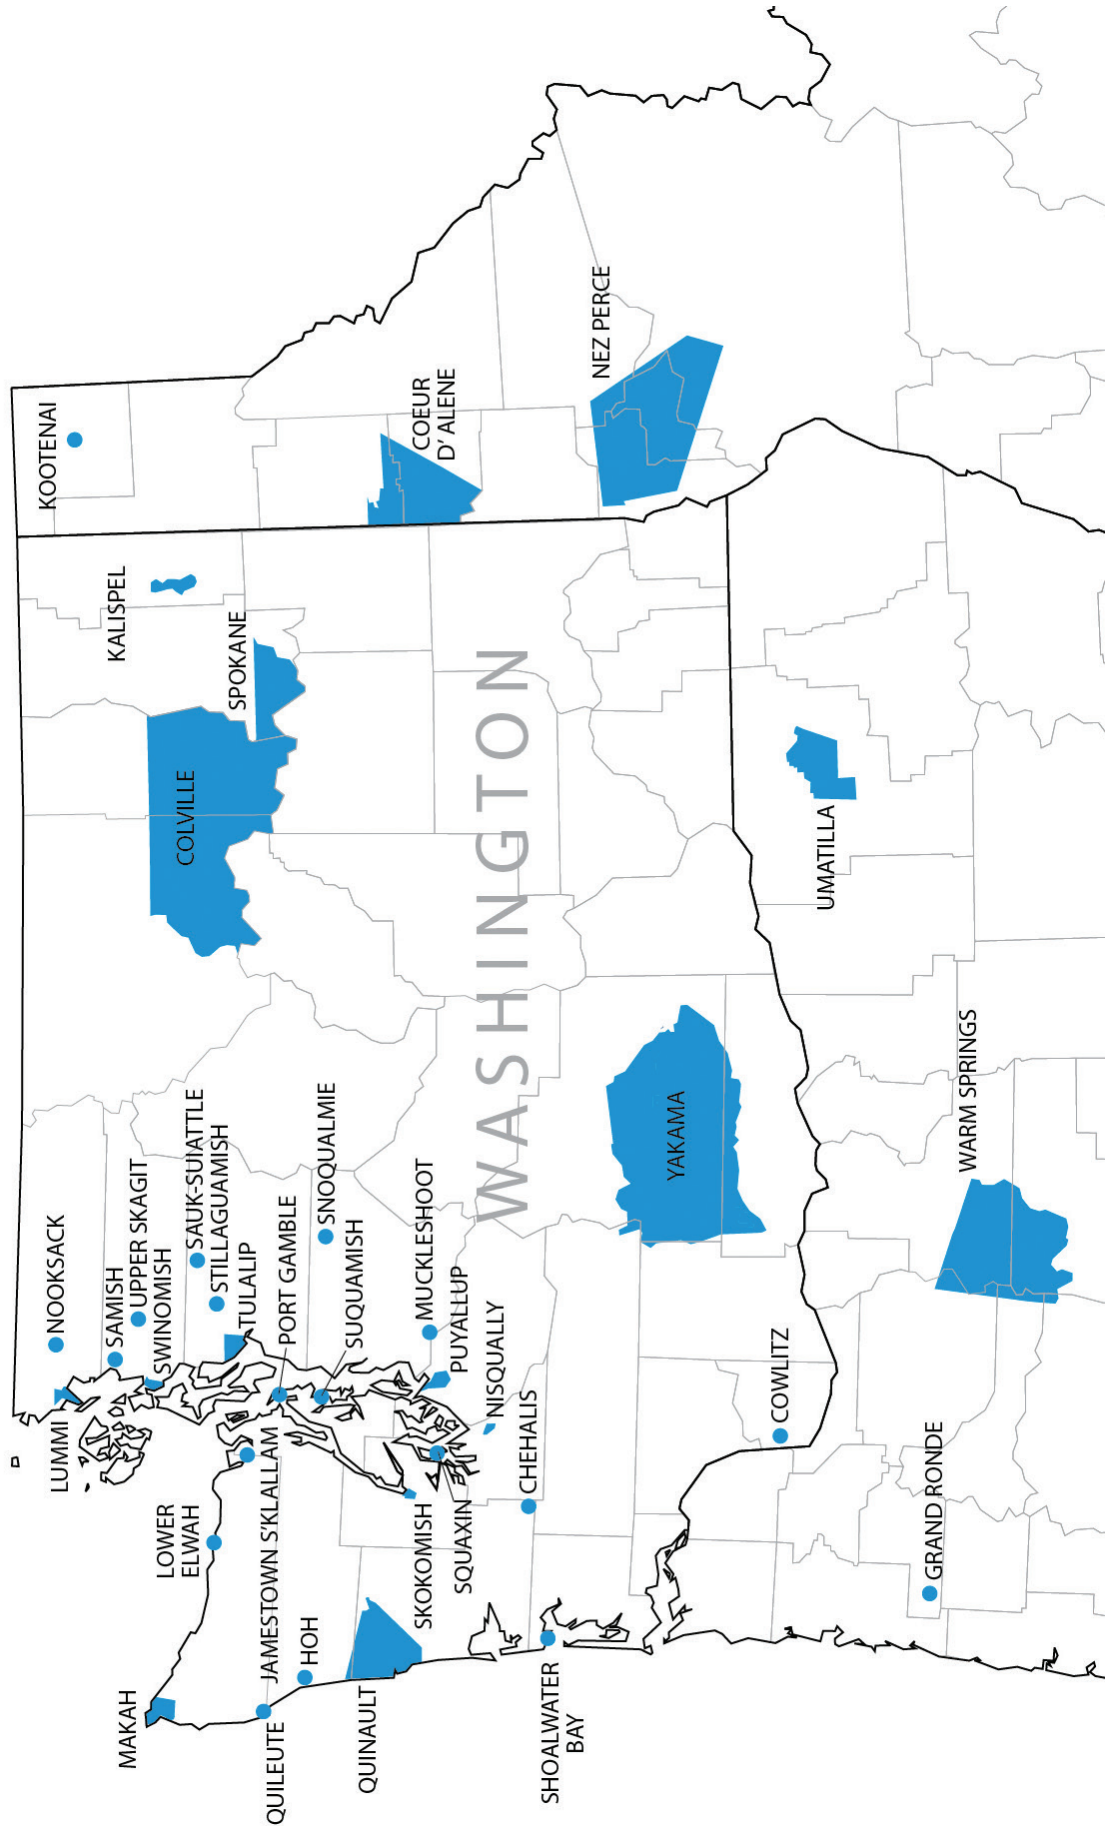 MAKAH
LOWER
ELWAH
LUMMI
NOOKSACK
SAMISH
UPPER SKAGIT
SWINOMISH
SAUK-SUIATTLE
STILLAGUAMISH
TULALIP
PORT GAMBLE
SNOQUALMIE
SUQUAMISH
MUCKLESHOOT
PUYALLUP
NISQUALLY
CHEHALIS
JAMESTOWN S'KLALLAM
QUILEUTE
HOH
QUINAULT
SKOKOMISH
SQUAXIN
SHOALWATER
BAY
COWLITZ
GRAND RONDE
COLVILLE
SPOKANE
KALISPEL
KOOTENAI
COEUR
D' ALENE
NEZ PERCE
WASHINGTON
YAKAMA
UMATILLA
WARM SPRINGS